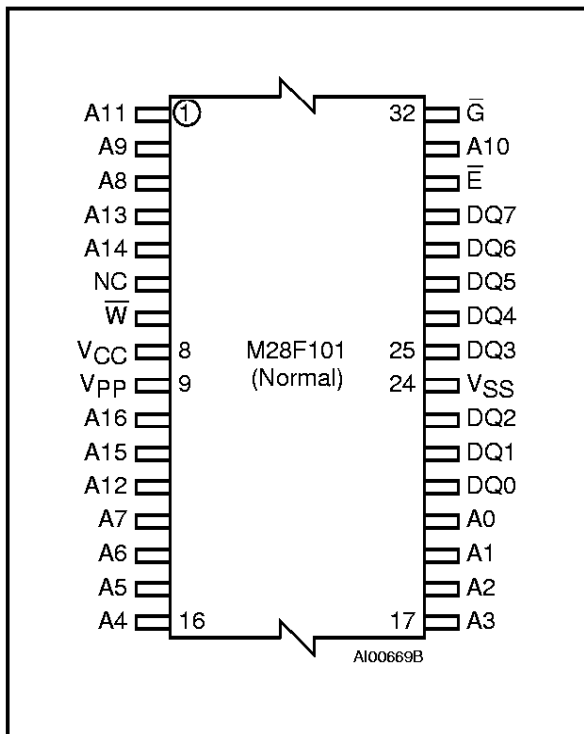 A11 1 32 G̅
A9 A10
A8 E̅
A13 DQ7
A14 DQ6
NC DQ5
W̅ DQ4
VCC 8 M28F101 25 DQ3
VPP 9 (Normal) 24 VSS
A16 DQ2
A15 DQ1
A12 DQ0
A7 A0
A6 A1
A5 A2
A4 16 17 A3
AI00669B